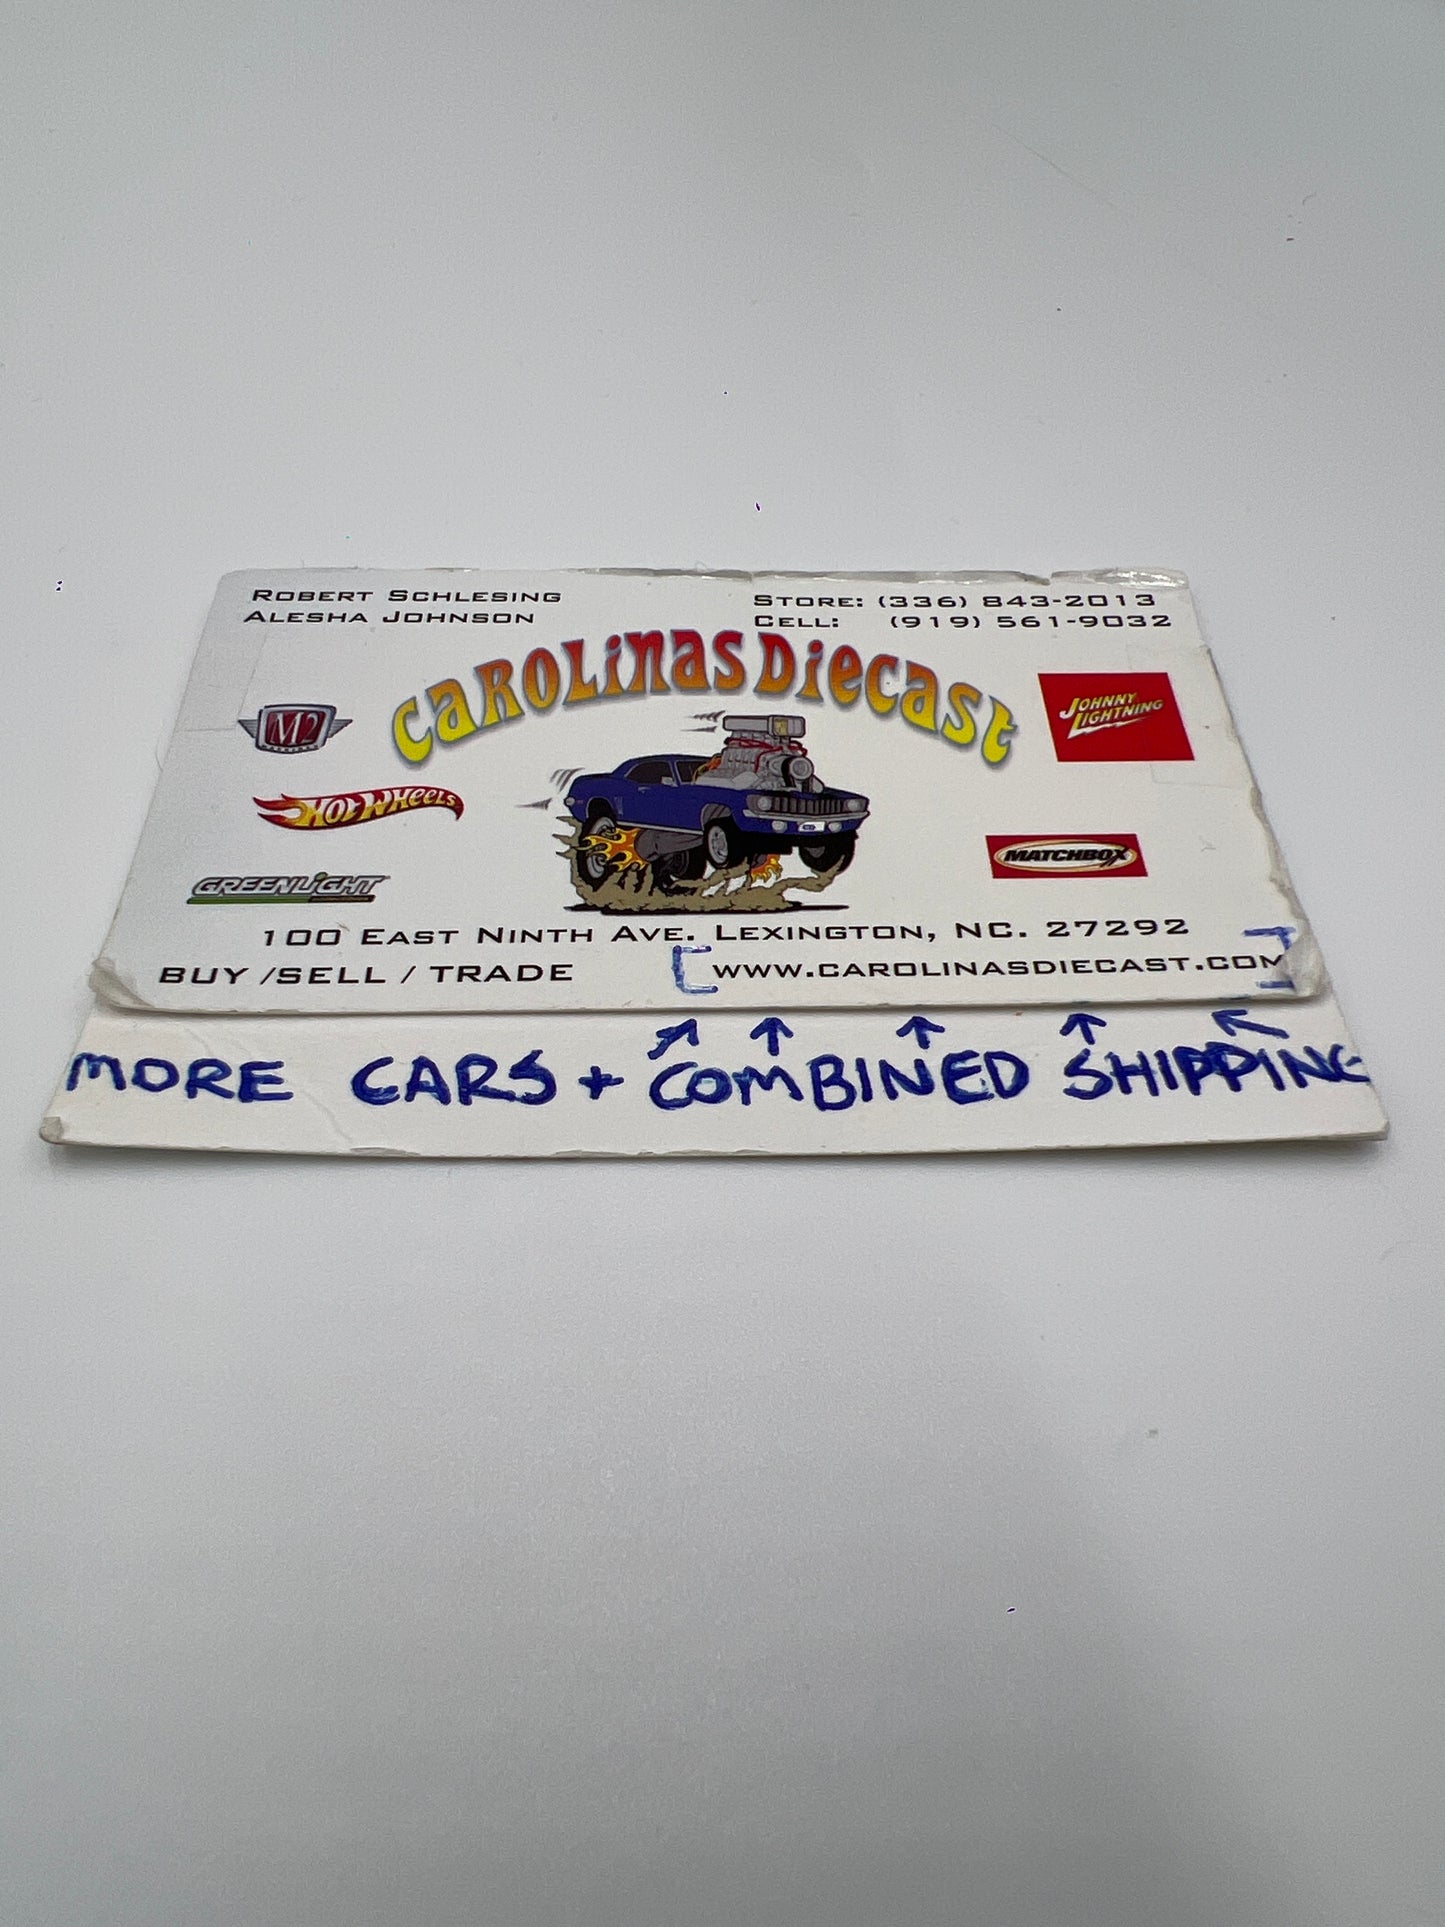 ROBERT SCHLESING
ALESHA JOHNSON
STORE: (336) 843-2013
CELL: (919) 561-9032
CAROLiNAS DiECAST
M2
JOHNNY LIGHTNING
HOT WHEELS
MATCHBOX
GREENLIGHT
100 EAST NINTH AVE. LEXINGTON, NC. 27292
BUY /SELL / TRADE
[WWW.CAROLINASDIECAST.COM]
MORE CARS + COMBINED SHIPPING